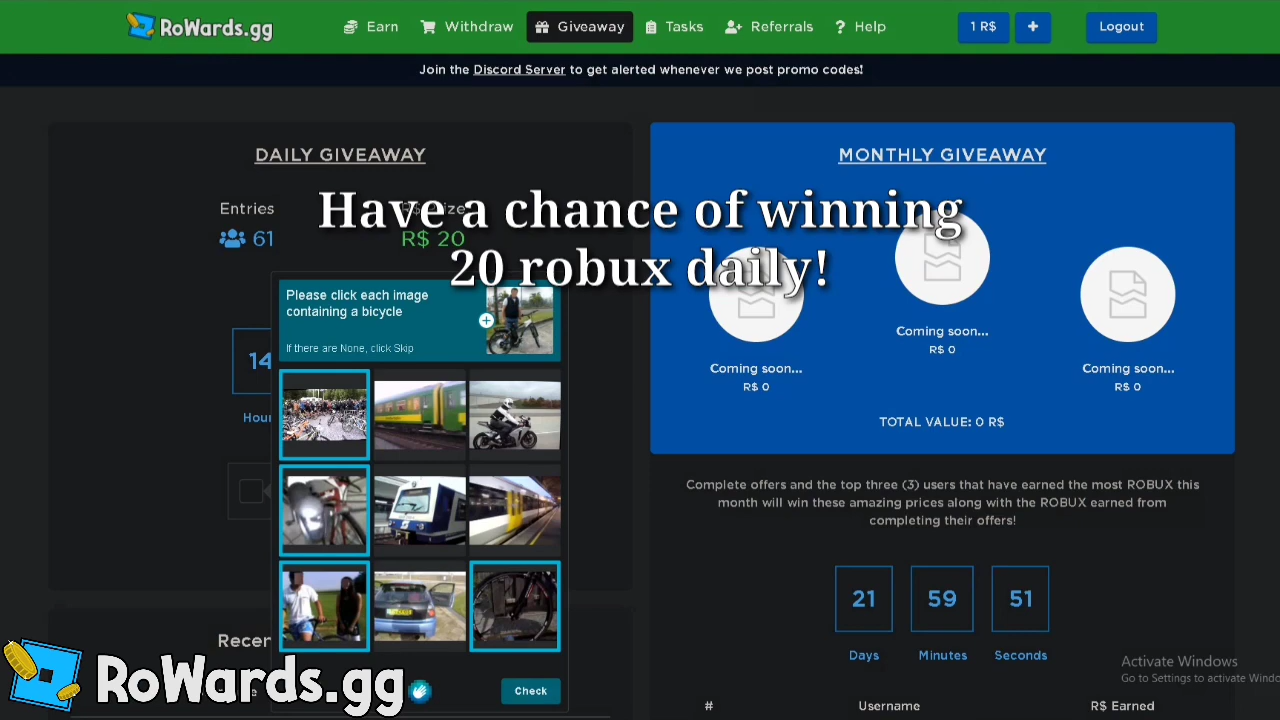 RoWards.gg
Earn
Withdraw
Giveaway
Tasks
Referrals
Help
1 R$
+
Logout
Join the Discord Server to get alerted whenever we post promo codes!
DAILY GIVEAWAY
Entries
61
R$ 20
MONTHLY GIVEAWAY
Have a chance of winning
20 robux daily!
Please click each image
containing a bicycle
If there are None, click Skip
14
Hour
Check
Coming soon...
R$ 0
Coming soon...
R$ 0
Coming soon...
R$ 0
TOTAL VALUE: 0 R$
Complete offers and the top three (3) users that have earned the most ROBUX this
month will win these amazing prices along with the ROBUX earned from
completing their offers!
21
59
51
Days
Minutes
Seconds
Recen
RoWards.gg
Activate Windows
Go to Settings to activate Windo
#
Username
R$ Earned